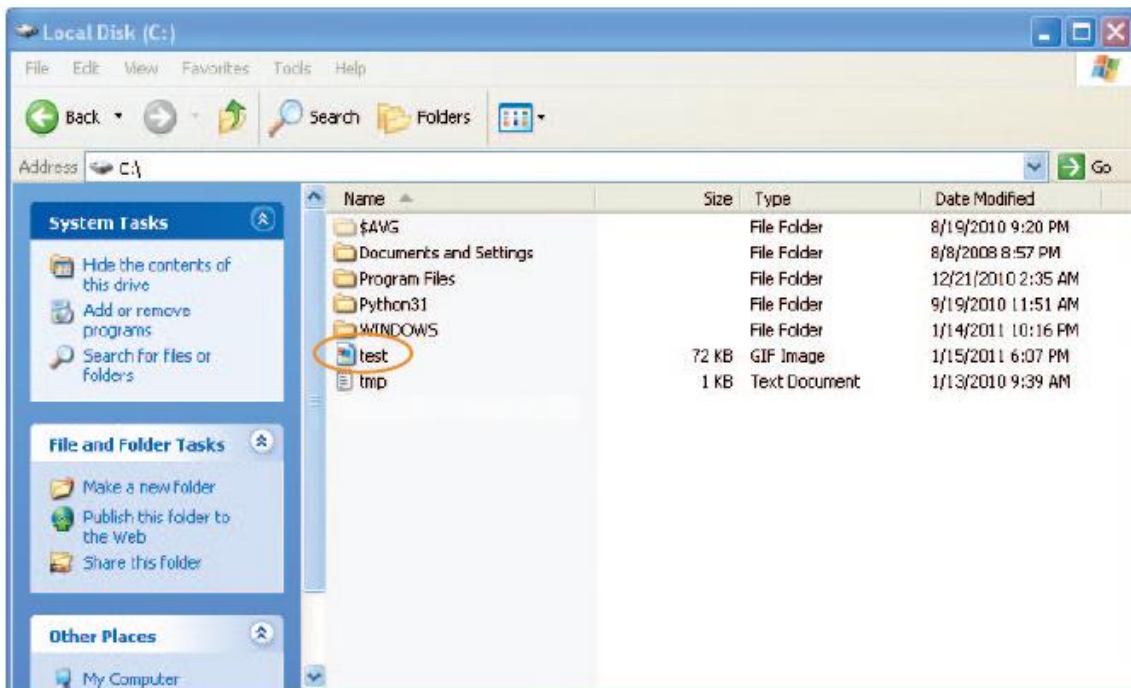 Local Disk (C:)
File Edit View Favorites Tools Help
Back Search Folders
Address C:\ Go
Name Size Type Date Modified
System Tasks
Hide the contents of
this drive
Add or remove
programs
Search for files or
folders
File and Folder Tasks
Make a new folder
Publish this folder to
the Web
Share this folder
Other Places
My Computer
$AVG File Folder 8/19/2010 9:20 PM
Documents and Settings File Folder 8/8/2008 8:57 PM
Program Files File Folder 12/21/2010 2:35 AM
Python31 File Folder 9/19/2010 11:51 AM
WINDOWS File Folder 1/14/2011 10:16 PM
test 72 KB GIF Image 1/15/2011 6:07 PM
tmp 1 KB Text Document 1/13/2010 9:39 AM